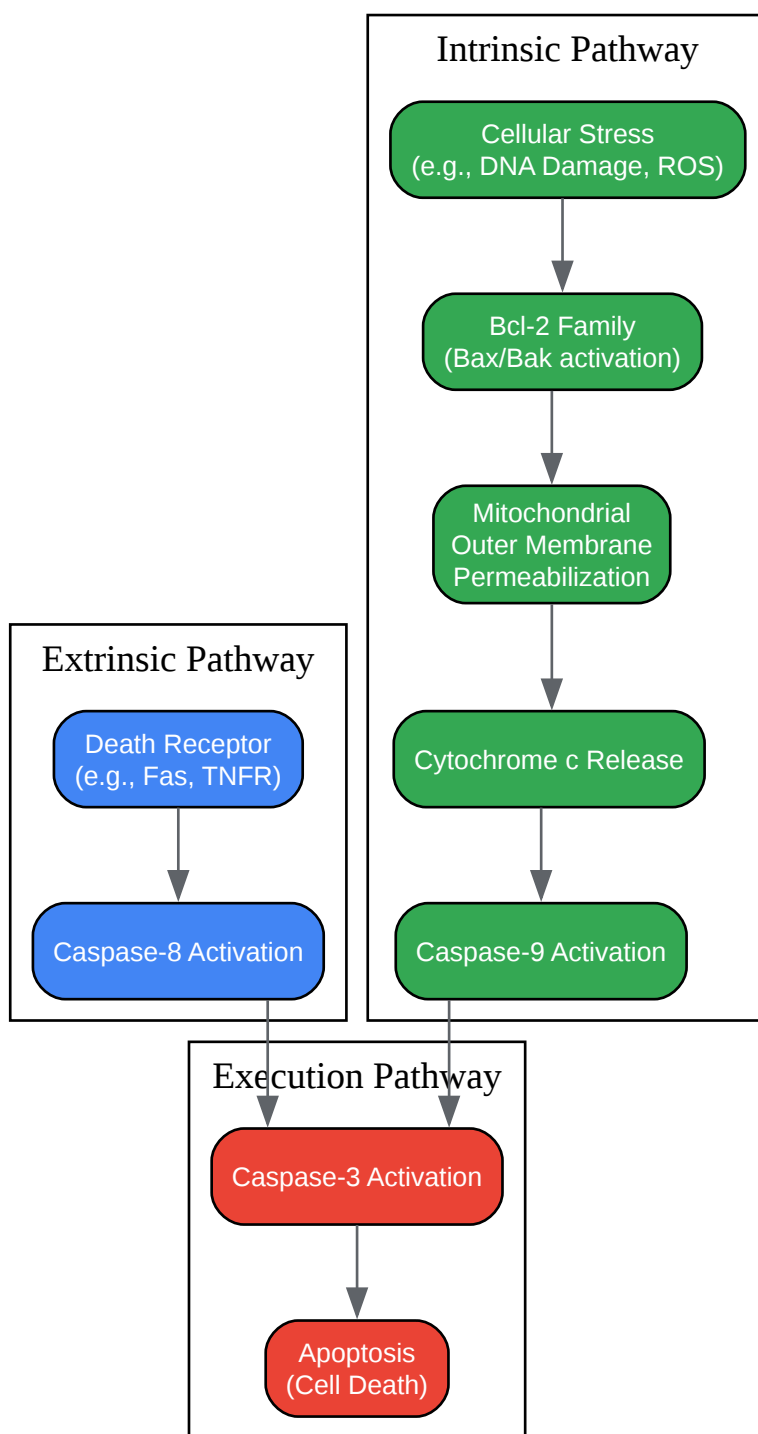 Intrinsic Pathway
Cellular Stress
(e.g., DNA Damage, ROS)
Bcl-2 Family
(Bax/Bak activation)
Mitochondrial
Outer Membrane
Permeabilization
Cytochrome c Release
Caspase-9 Activation
Extrinsic Pathway
Death Receptor
(e.g., Fas, TNFR)
Caspase-8 Activation
Execution Pathway
Caspase-3 Activation
Apoptosis
(Cell Death)